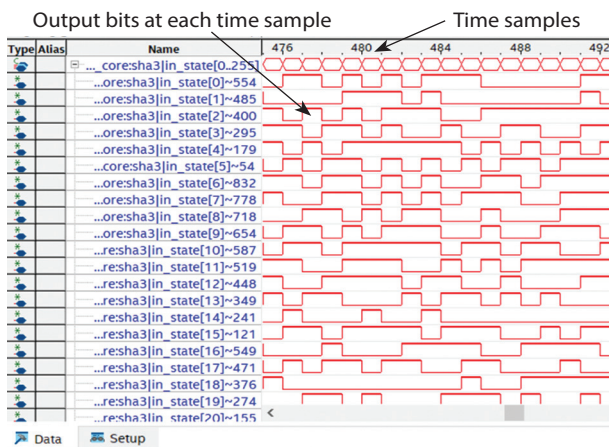 Output bits at each time sample Time samples
Type Alias Name 476 480 484 488 492
..._core:sha3|in_state[0..255]
...ore:sha3|in_state[0]~554
...ore:sha3|in_state[1]~485
...ore:sha3|in_state[2]~400
...ore:sha3|in_state[3]~295
...ore:sha3|in_state[4]~179
...core:sha3|in_state[5]~54
...ore:sha3|in_state[6]~832
...ore:sha3|in_state[7]~778
...ore:sha3|in_state[8]~718
...ore:sha3|in_state[9]~654
...re:sha3|in_state[10]~587
...re:sha3|in_state[11]~519
...re:sha3|in_state[12]~448
...re:sha3|in_state[13]~349
...re:sha3|in_state[14]~241
...re:sha3|in_state[15]~121
...re:sha3|in_state[16]~549
...re:sha3|in_state[17]~471
...re:sha3|in_state[18]~376
...re:sha3|in_state[19]~274
...re:sha3|in_state[20]~155
Data Setup